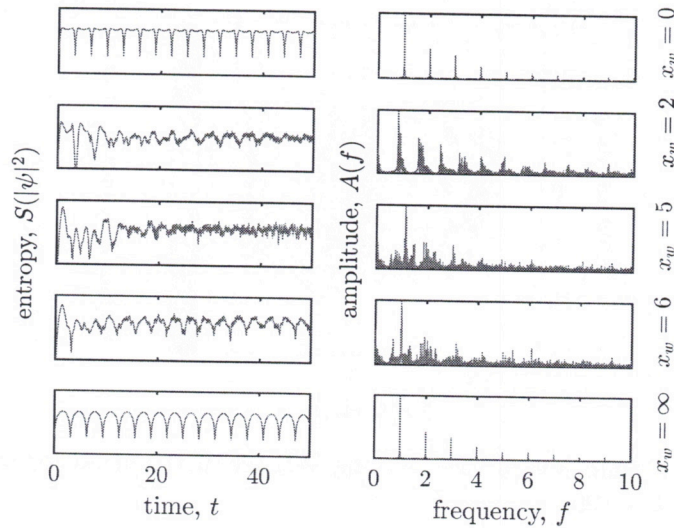 entropy, S(|ψ|²)
0 20 40
time, t
amplitude, A(f)
0 2 4 6 8 10
frequency, f
x_w = 0
x_w = 2
x_w = 5
x_w = 6
x_w = ∞